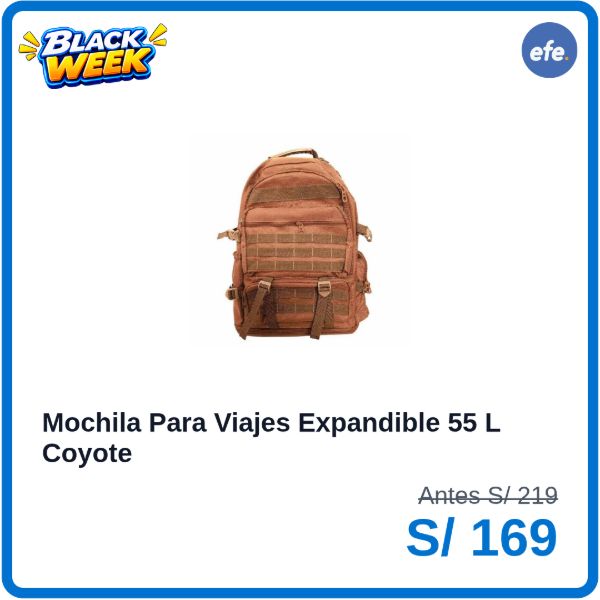 BLACK
WEEK
efe.
Mochila Para Viajes Expandible 55 L
Coyote
Antes S/ 219
S/ 169